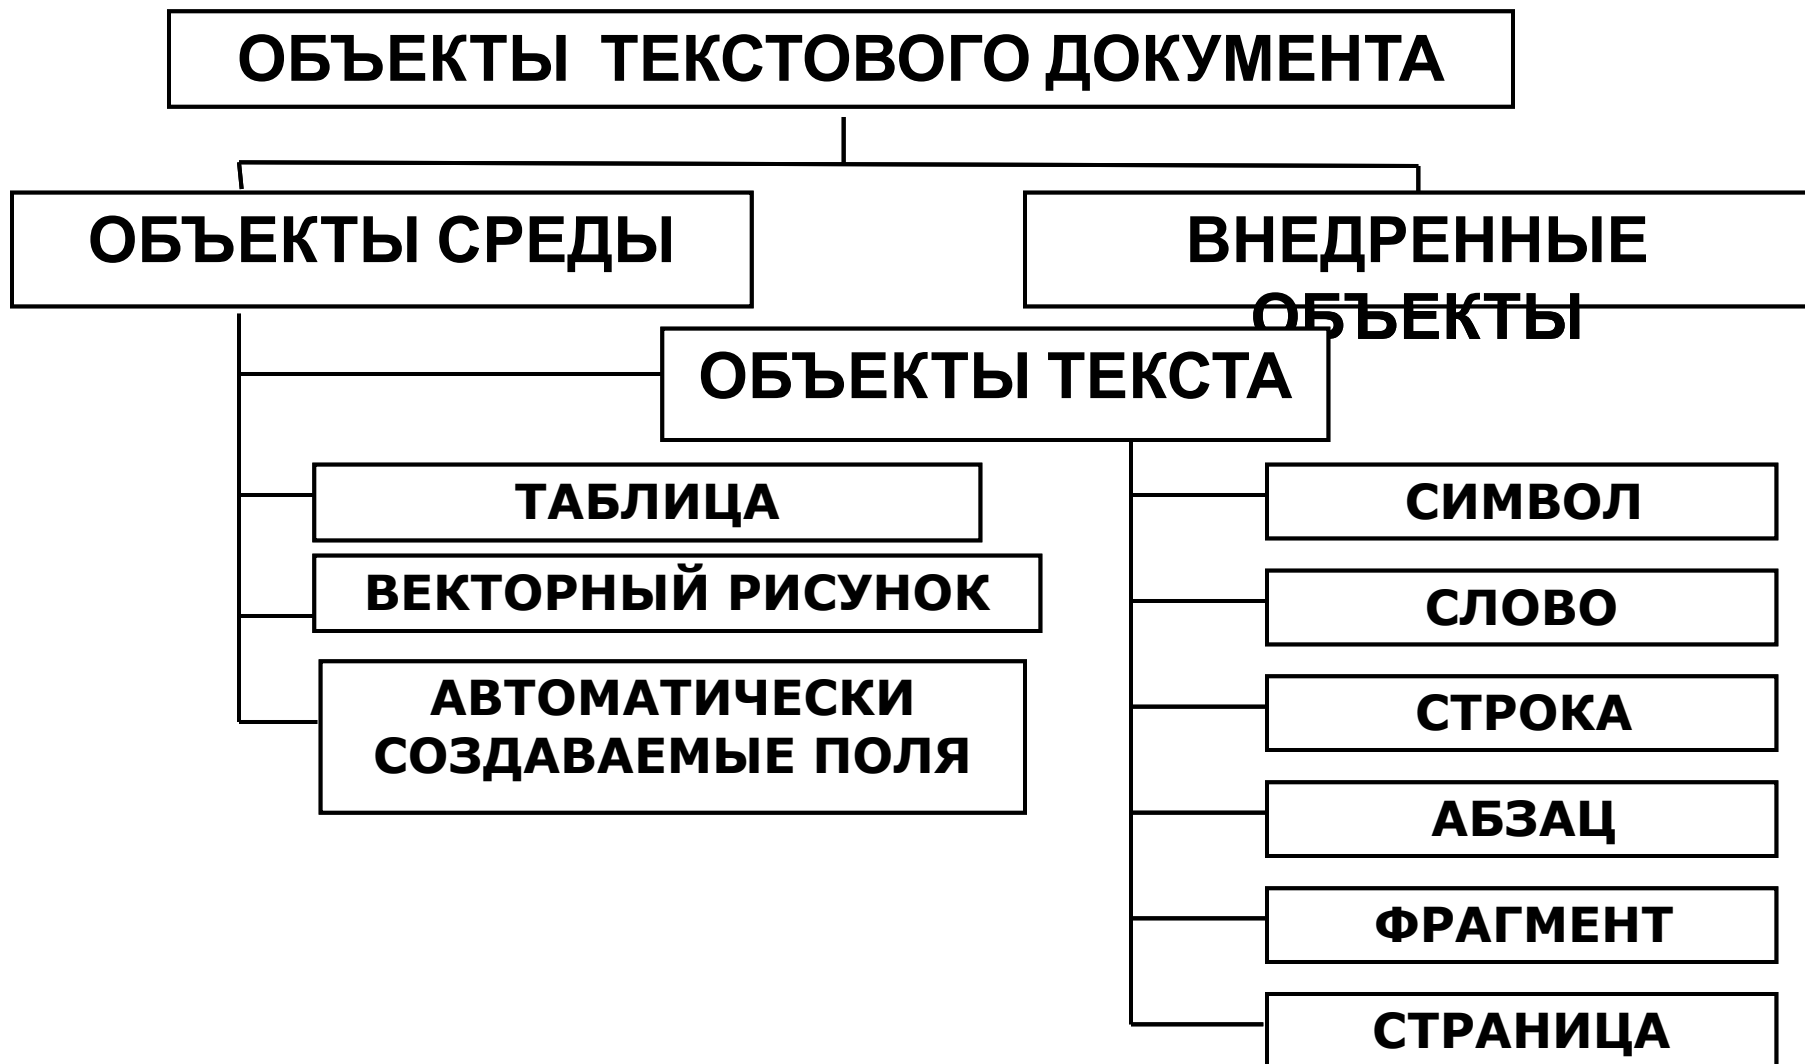 ОБЪЕКТЫ ТЕКСТОВОГО ДОКУМЕНТА
ОБЪЕКТЫ СРЕДЫ
ВНЕДРЕННЫЕ
ОБЪЕКТЫ
ОБЪЕКТЫ ТЕКСТА
ТАБЛИЦА
ВЕКТОРНЫЙ РИСУНОК
АВТОМАТИЧЕСКИ
СОЗДАВАЕМЫЕ ПОЛЯ
СИМВОЛ
СЛОВО
СТРОКА
АБЗАЦ
ФРАГМЕНТ
СТРАНИЦА